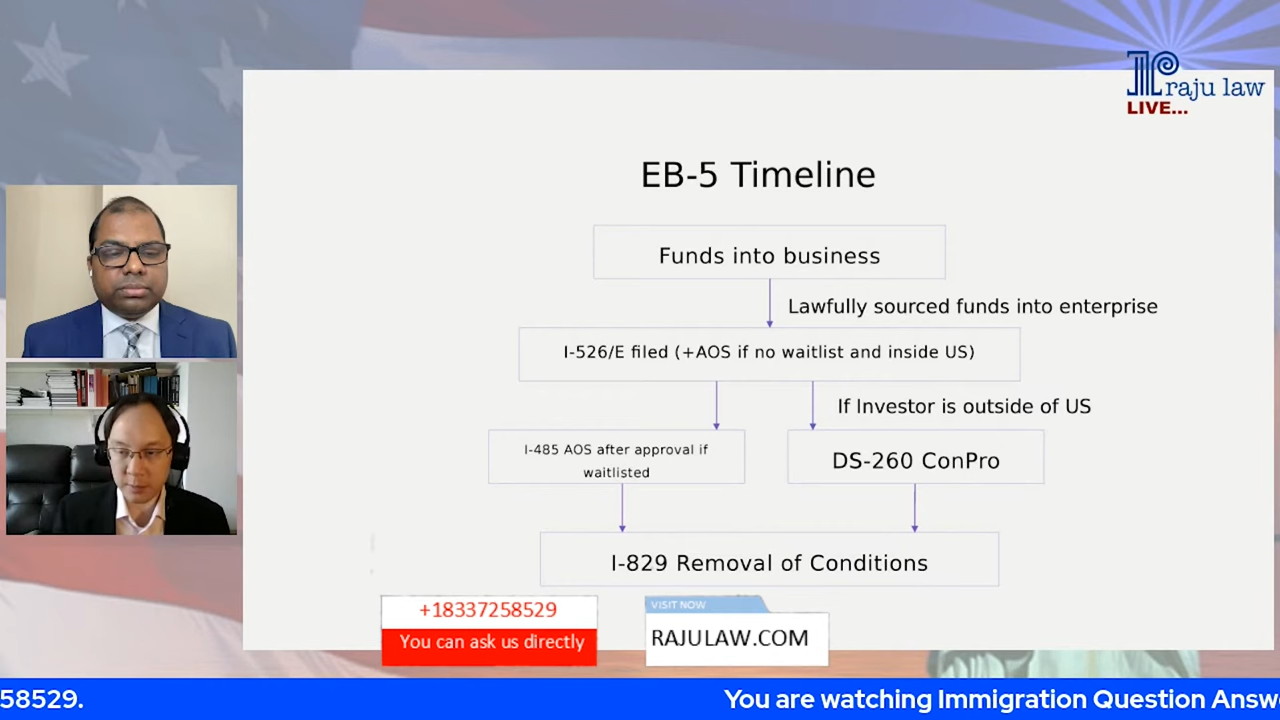 raju law
LIVE...
EB-5 Timeline
Funds into business
Lawfully sourced funds into enterprise
I-526/E filed (+AOS if no waitlist and inside US)
If Investor is outside of US
I-485 AOS after approval if
waitlisted
DS-260 ConPro
I-829 Removal of Conditions
+18337258529
You can ask us directly
VISIT NOW
RAJULAW.COM
58529.
You are watching Immigration Question Answ